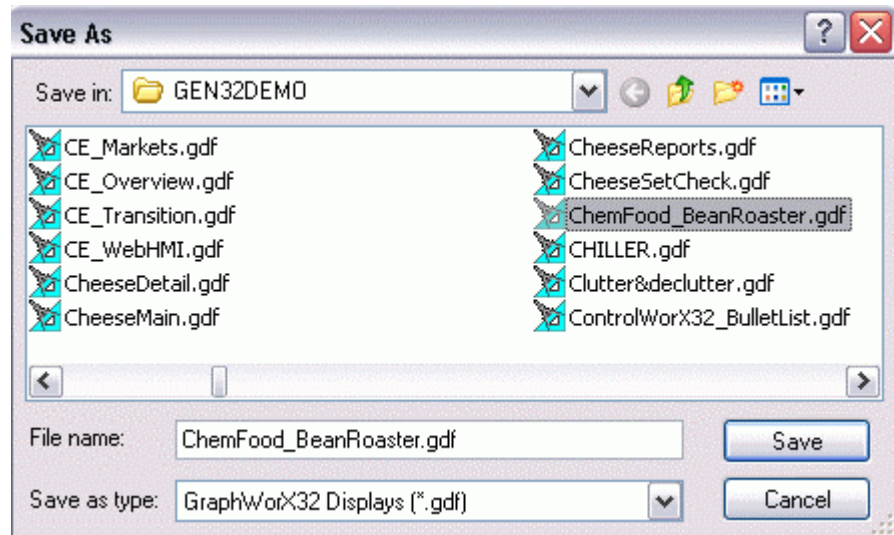 Save As
Save in: GEN32DEMO
CE_Markets.gdf
CE_Overview.gdf
CE_Transition.gdf
CE_WebHMI.gdf
CheeseDetail.gdf
CheeseMain.gdf
CheeseReports.gdf
CheeseSetCheck.gdf
ChemFood_BeanRoaster.gdf
CHILLER.gdf
Clutter&declutter.gdf
ControlWorX32_BulletList.gdf
File name: ChemFood_BeanRoaster.gdf Save
Save as type: GraphWorX32 Displays (*.gdf) Cancel